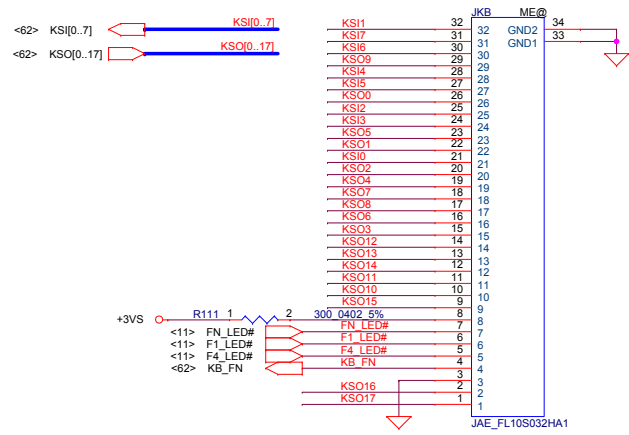 JKB ME@
<62> KSI[0..7] KSI[0..7]
<62> KSO[0..17] KSO[0..17]
KSI1 32 32 GND2 34
KSI7 31 31 GND1 33
KSI6 30 30
KSO9 29 29
KSI4 28 28
KSI5 27 27
KSO0 26 26
KSI2 25 25
KSI3 24 24
KSO5 23 23
KSO1 22 22
KSI0 21 21
KSO2 20 20
KSO4 19 19
KSO7 18 18
KSO8 17 17
KSO6 16 16
KSO3 15 15
KSO12 14 14
KSO13 13 13
KSO14 12 12
KSO11 11 11
KSO10 10 10
KSO15 9 9
+3VS R111 1 2 300_0402_5% 8 8
<11> FN_LED# FN_LED# 7 7
<11> F1_LED# F1_LED# 6 6
<11> F4_LED# F4_LED# 5 5
<62> KB_FN KB_FN 4 4
3 3
KSO16 2 2
KSO17 1 1
JAE_FL10S032HA1